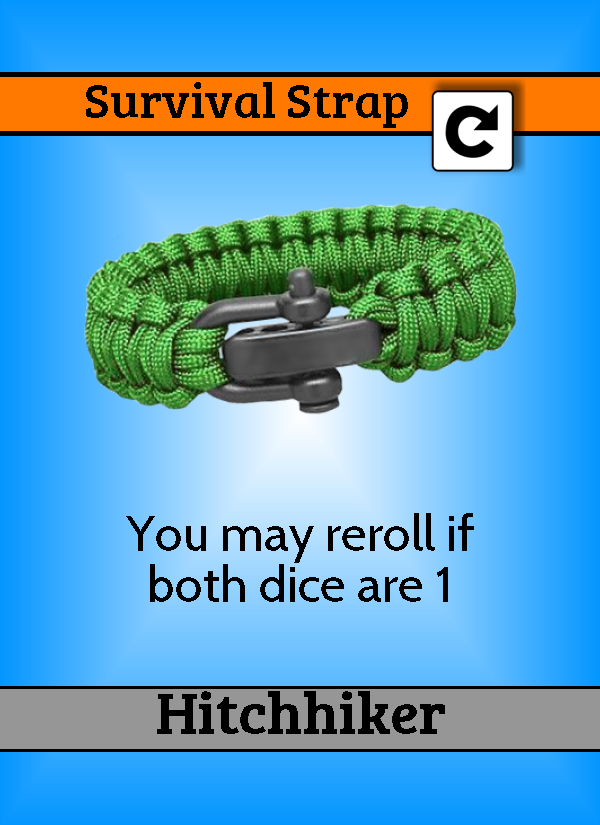 Survival Strap
You may reroll if
both dice are 1
Hitchhiker